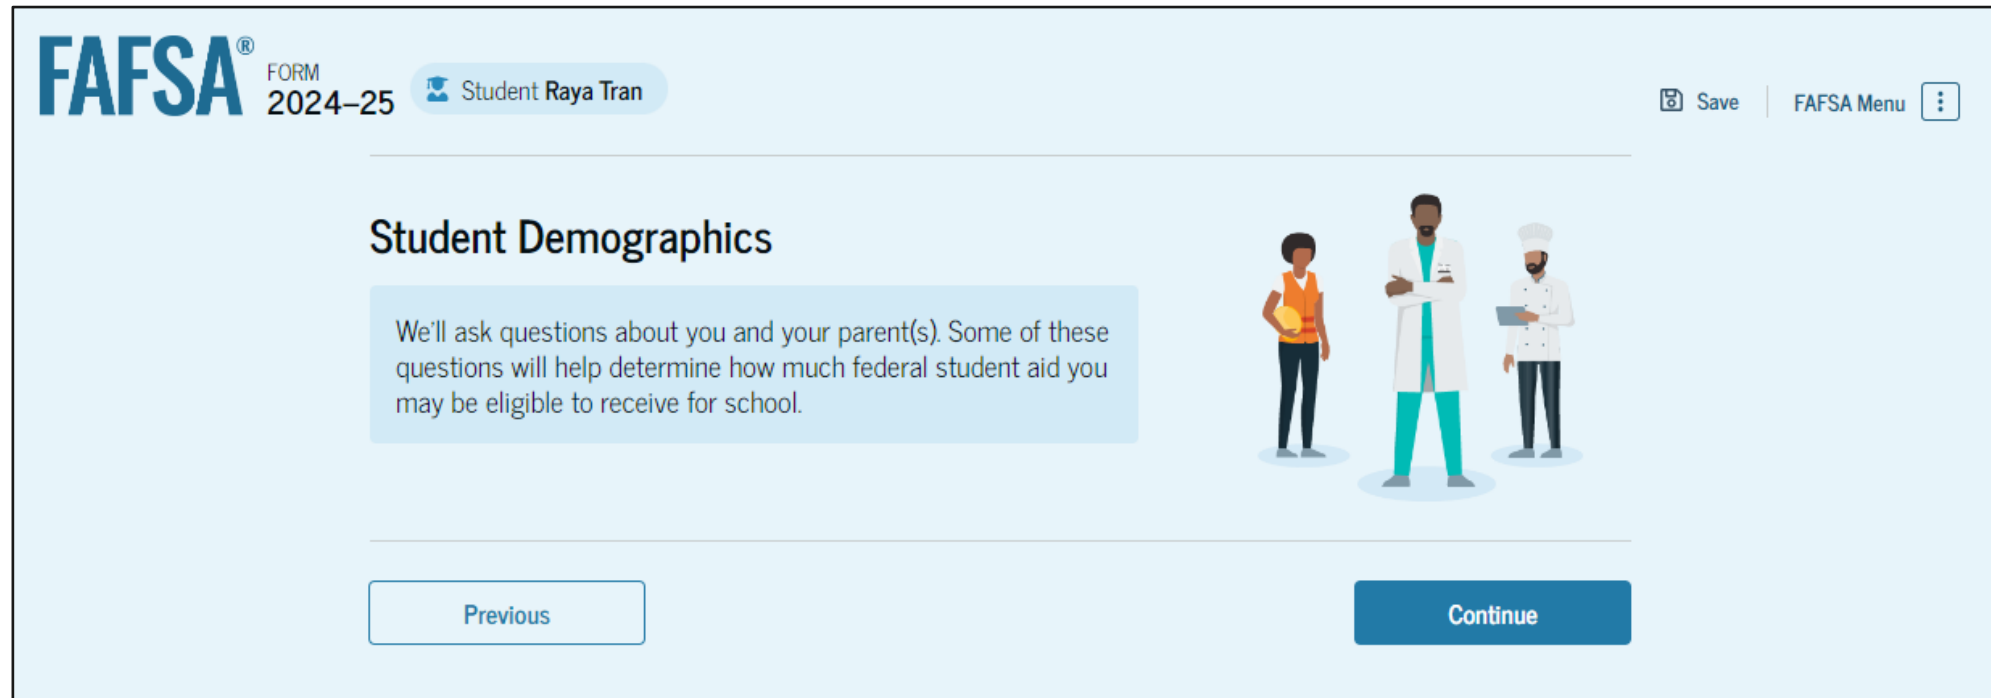 FAFSA®
FORM
2024–25
Student Raya Tran
Save
FAFSA Menu
Student Demographics
We'll ask questions about you and your parent(s). Some of these
questions will help determine how much federal student aid you
may be eligible to receive for school.
Previous
Continue